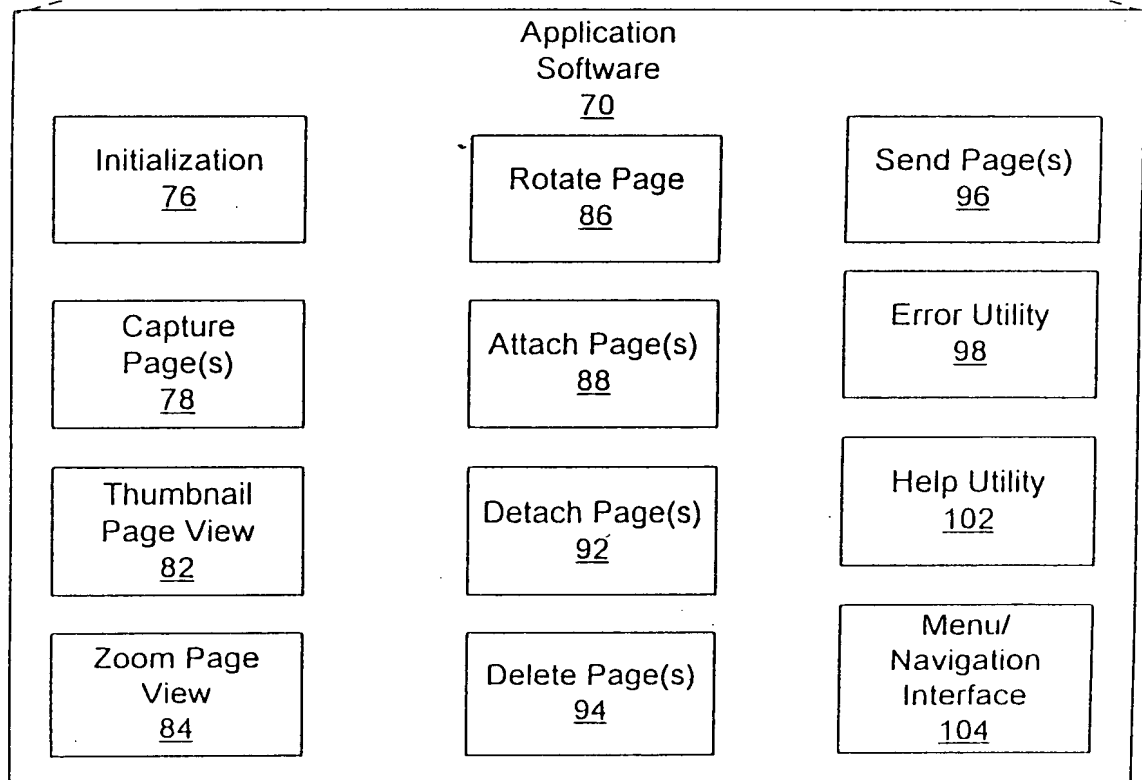 Application
Software
70
Initialization
76
Capture
Page(s)
78
Thumbnail
Page View
82
Zoom Page
View
84
Rotate Page
86
Attach Page(s)
88
Detach Page(s)
92
Delete Page(s)
94
Send Page(s)
96
Error Utility
98
Help Utility
102
Menu/
Navigation
Interface
104